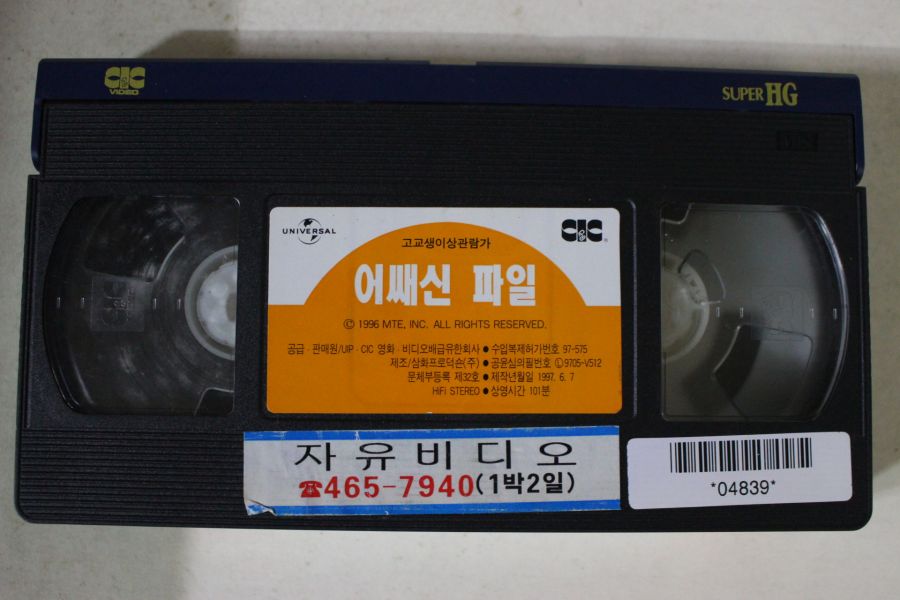 CIC
VIDEO
SUPER HG
UNIVERSAL
CIC
고교생이상관람가
어쌔신 파일
© 1996 MTE, INC. ALL RIGHTS RESERVED.
공급·판매원/UIP·CIC 영화·비디오배급유한회사 ● 수입복제허가번호 97-575
제조/삼화프로덕숀(주) ● 공윤심의필번호 ⓛ9705-V512
문체부등록 제32호 ● 제작년월일 1997. 6. 7
HiFi STEREO ● 상영시간 101분
자유비디오
☎465-7940(1박2일)
*04839*